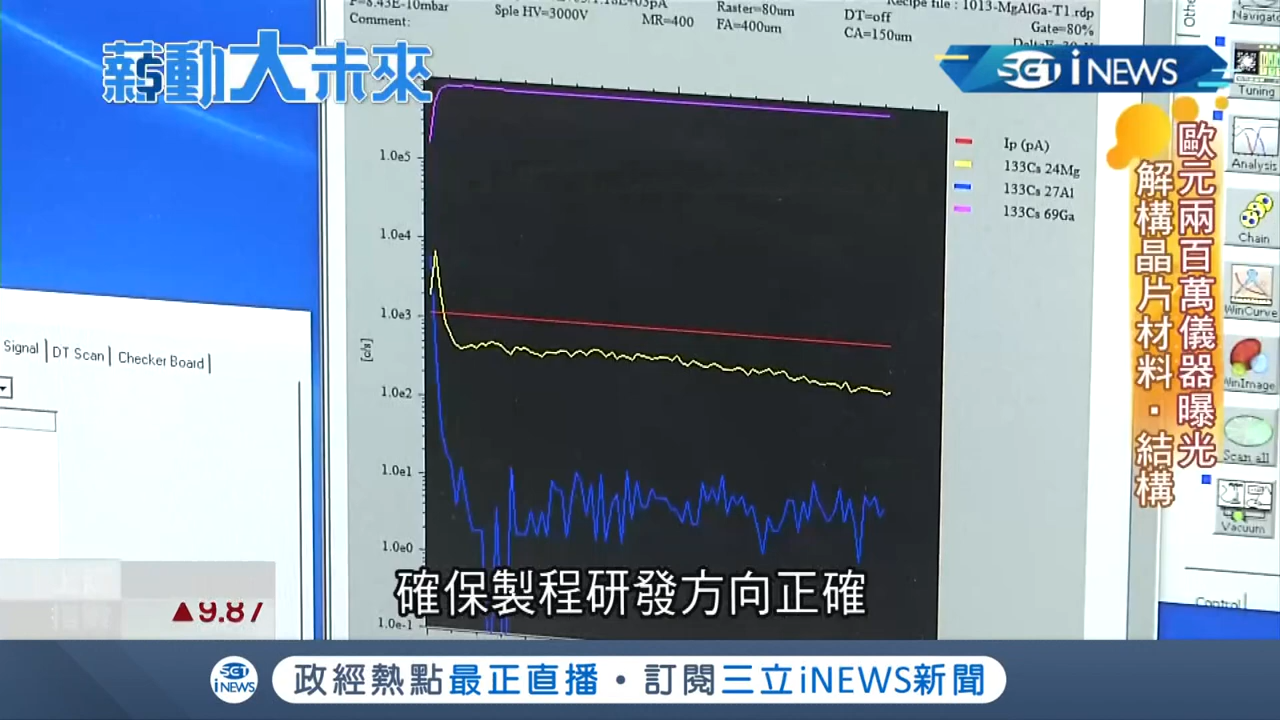 P=8.43E-10mbar
Comment:
Sple HV=3000V
MR=400
Raster=80um
FA=400um
DT=off
CA=150um
Recipe file : 1013-MgAlGa-T1.rdp
Gate=80%
薪動大未來
SET iNEWS
歐元兩百萬儀器曝光
解構晶片材料・結構
Ip (pA)
133Cs 24Mg
133Cs 27Al
133Cs 69Ga
1.0e5
1.0e4
1.0e3
1.0e2
1.0e1
1.0e0
1.0e-1
[c/s]
Signal
DT Scan
Checker Board
Navigator
Tuning
Analysis
Chain
WinCurve
WinImage
Scan all
Vacuum
Control
確保製程研發方向正確
▲9.87
SET iNEWS
政經熱點最正直播・訂閱三立iNEWS新聞